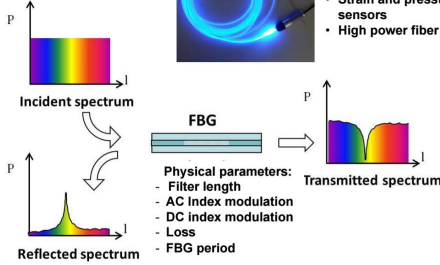 • Strain and pressu
sensors
• High power fiber
P
l
Incident spectrum
FBG
P
l
Transmitted spectrum
Physical parameters:
- Filter length
- AC Index modulation
- DC index modulation
- Loss
- FBG period
P
l
Reflected spectrum